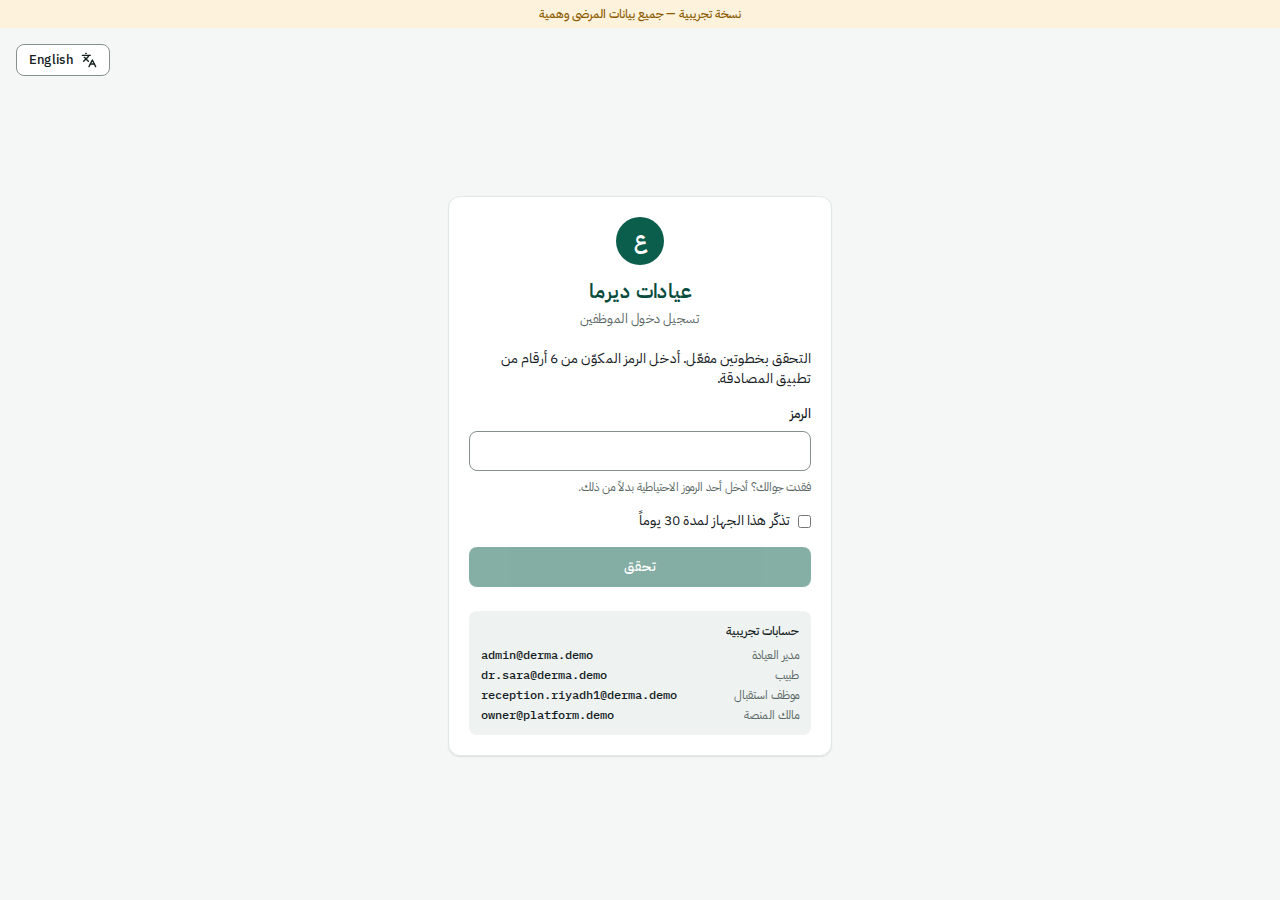 نسخة تجريبية — جميع بيانات المرضى وهمية
English
ع
عيادات ديرما
تسجيل دخول الموظفين
التحقق بخطوتين مفعّل. أدخل الرمز المكوّن من 6 أرقام من
تطبيق المصادقة.
الرمز
فقدت جوالك؟ أدخل أحد الرموز الاحتياطية بدلاً من ذلك.
تذكّر هذا الجهاز لمدة 30 يوماً
تحقق
حسابات تجريبية
مدير العيادة admin@derma.demo
طبيب dr.sara@derma.demo
موظف استقبال reception.riyadh1@derma.demo
مالك المنصة owner@platform.demo